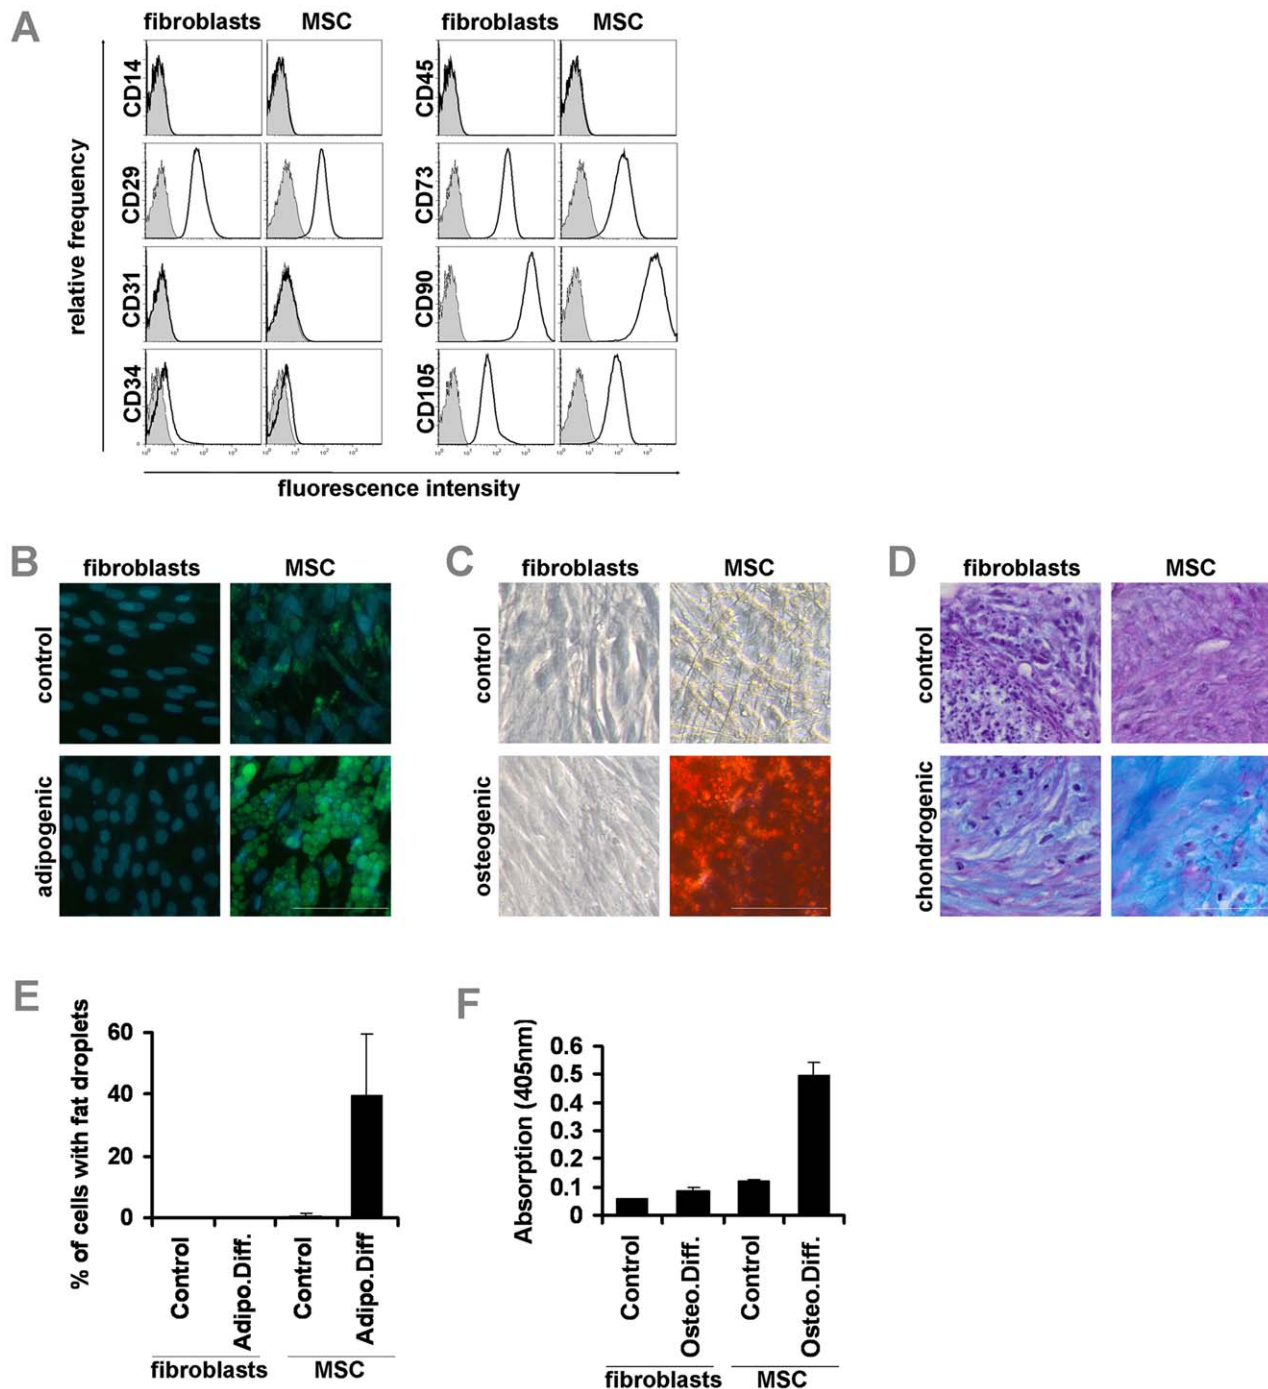 A
fibroblasts MSC fibroblasts MSC
relative frequency
CD14
CD29
CD31
CD34
CD45
CD73
CD90
CD105
fluorescence intensity
B
fibroblasts MSC
control
adipogenic
C
fibroblasts MSC
control
osteogenic
D
fibroblasts MSC
control
chondrogenic
E
% of cells with fat droplets
60
40
20
0
Control
Adipo.Diff.
Control
Adipo.Diff
fibroblasts MSC
F
Absorption (405nm)
0.6
0.5
0.4
0.3
0.2
0.1
0
Control
Osteo.Diff.
Control
Osteo.Diff.
fibroblasts MSC